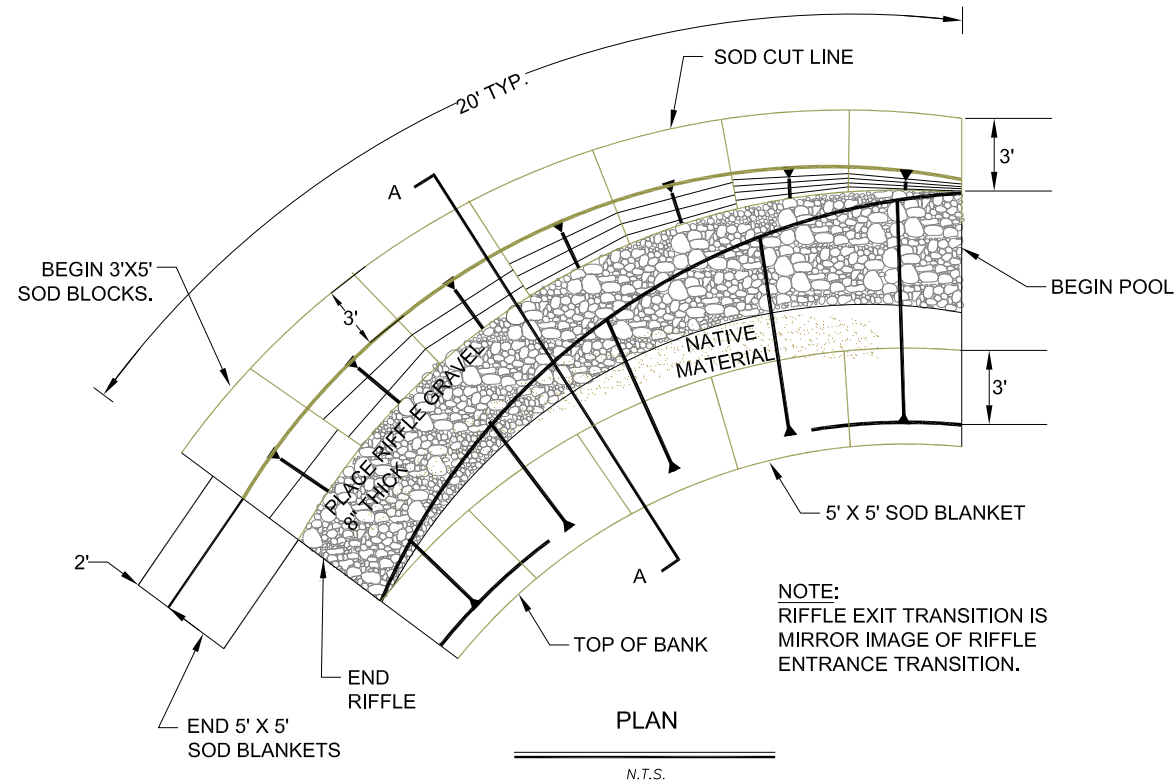 20' TYP.
SOD CUT LINE
3'
A
BEGIN 3'X5'
SOD BLOCKS.
3'
BEGIN POOL
NATIVE
MATERIAL
PLACE RIFFLE GRAVEL
8" THICK
3'
5' X 5' SOD BLANKET
2'
A
NOTE:
RIFFLE EXIT TRANSITION IS
MIRROR IMAGE OF RIFFLE
ENTRANCE TRANSITION.
TOP OF BANK
END
RIFFLE
END 5' X 5'
SOD BLANKETS
PLAN
N.T.S.